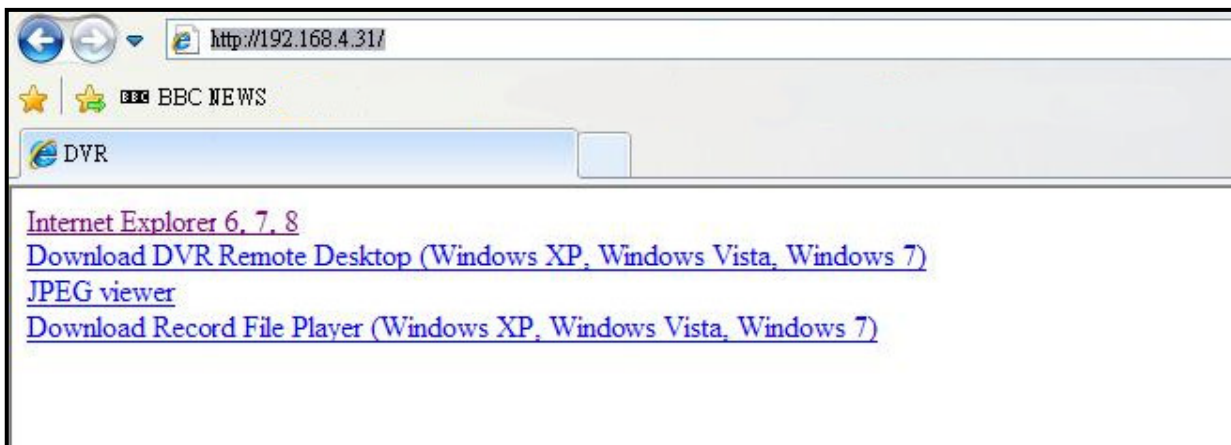 http://192.168.4.31/
BBC BBC NEWS
DVR
Internet Explorer 6, 7, 8
Download DVR Remote Desktop (Windows XP, Windows Vista, Windows 7)
JPEG viewer
Download Record File Player (Windows XP, Windows Vista, Windows 7)